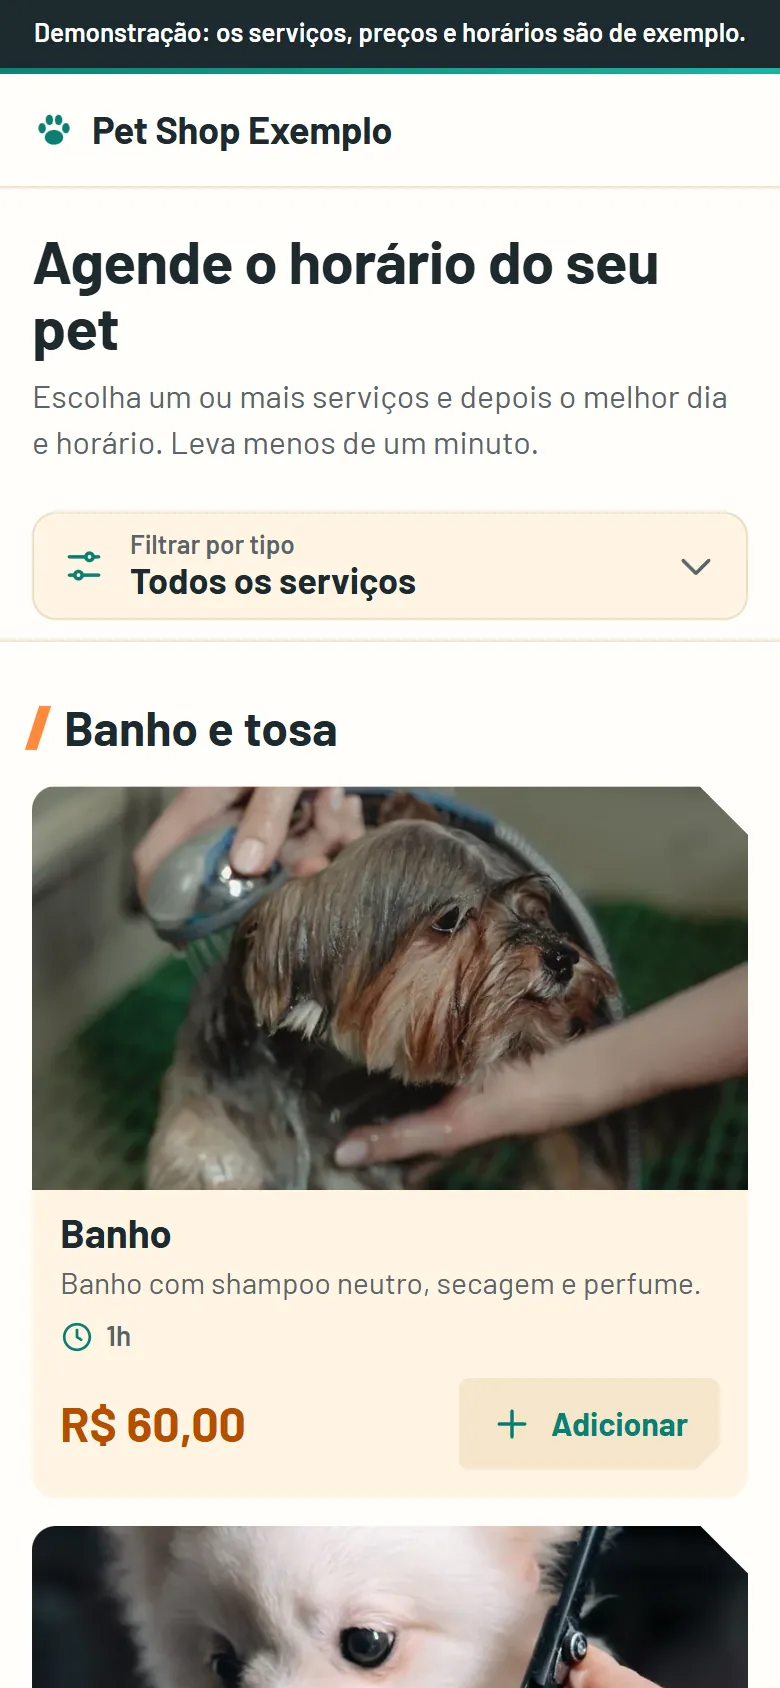 Demonstração: os serviços, preços e horários são de exemplo.
Pet Shop Exemplo
Agende o horário do seu
pet
Escolha um ou mais serviços e depois o melhor dia
e horário. Leva menos de um minuto.
Filtrar por tipo
Todos os serviços
Banho e tosa
Banho
Banho com shampoo neutro, secagem e perfume.
1h
R$ 60,00
Adicionar